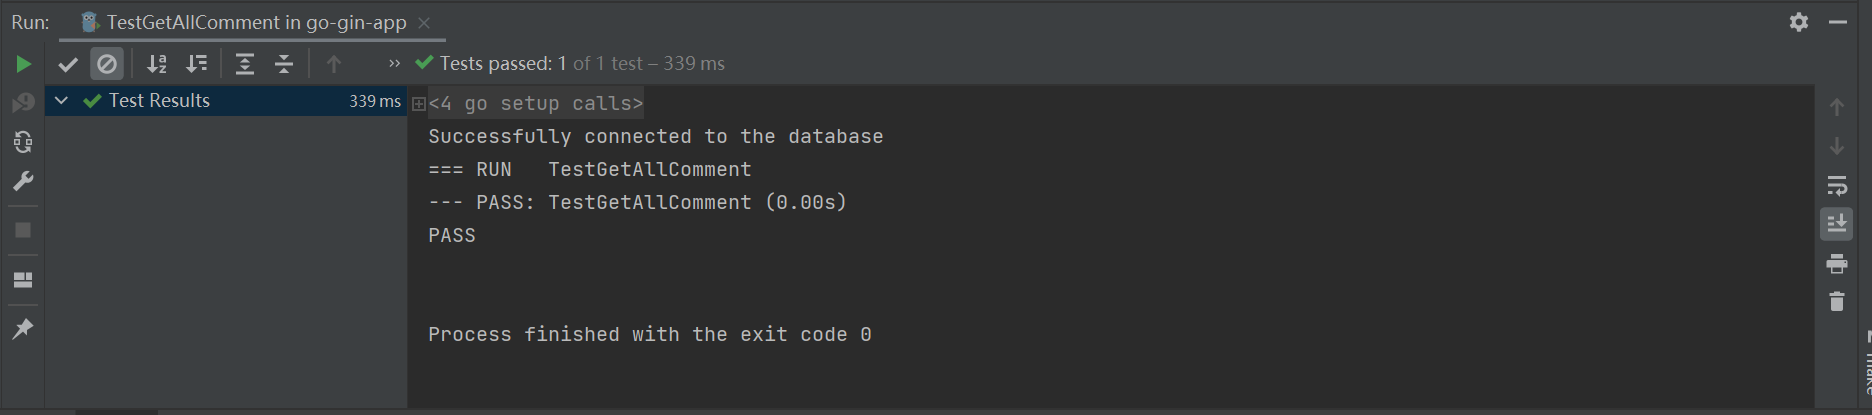 Run: TestGetAllComment in go-gin-app
Tests passed: 1 of 1 test – 339 ms
Test Results 339 ms
<4 go setup calls>
Successfully connected to the database
=== RUN   TestGetAllComment
--- PASS: TestGetAllComment (0.00s)
PASS
Process finished with the exit code 0
make